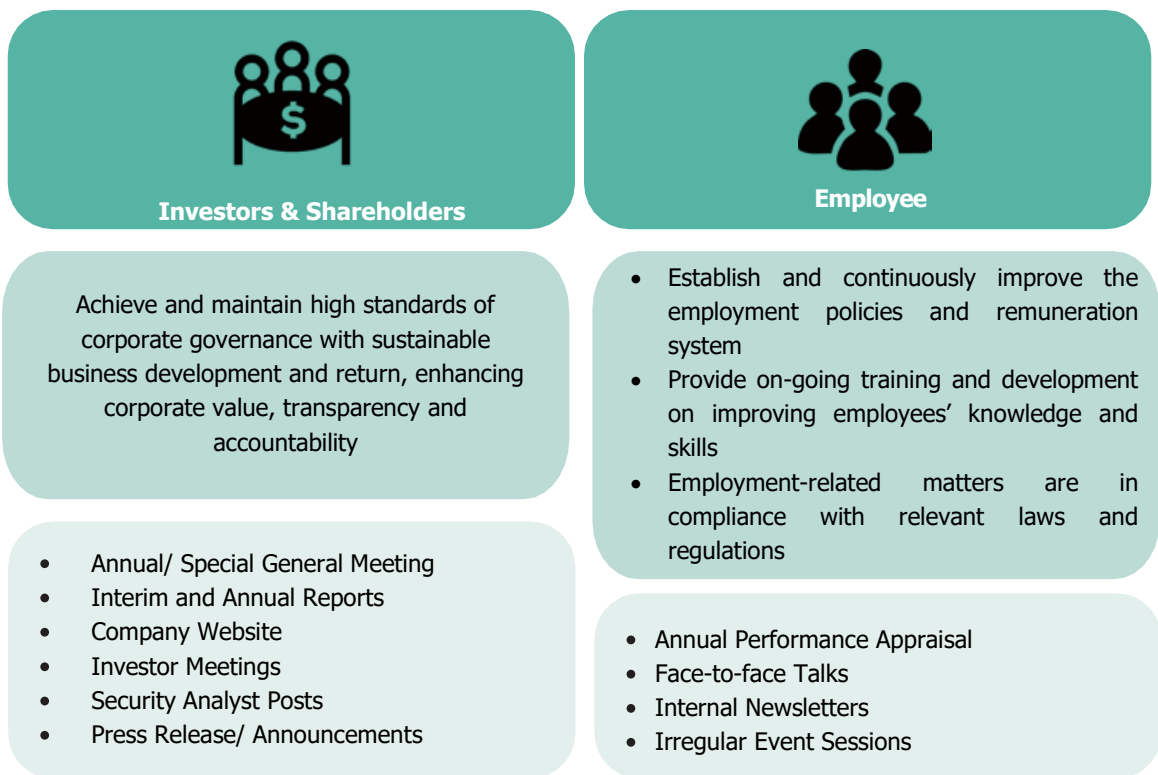 Investors & Shareholders
Achieve and maintain high standards of
corporate governance with sustainable
business development and return, enhancing
corporate value, transparency and
accountability
• Annual/ Special General Meeting
• Interim and Annual Reports
• Company Website
• Investor Meetings
• Security Analyst Posts
• Press Release/ Announcements
Employee
• Establish and continuously improve the
employment policies and remuneration
system
• Provide on-going training and development
on improving employees’ knowledge and
skills
• Employment-related matters are in
compliance with relevant laws and
regulations
• Annual Performance Appraisal
• Face-to-face Talks
• Internal Newsletters
• Irregular Event Sessions